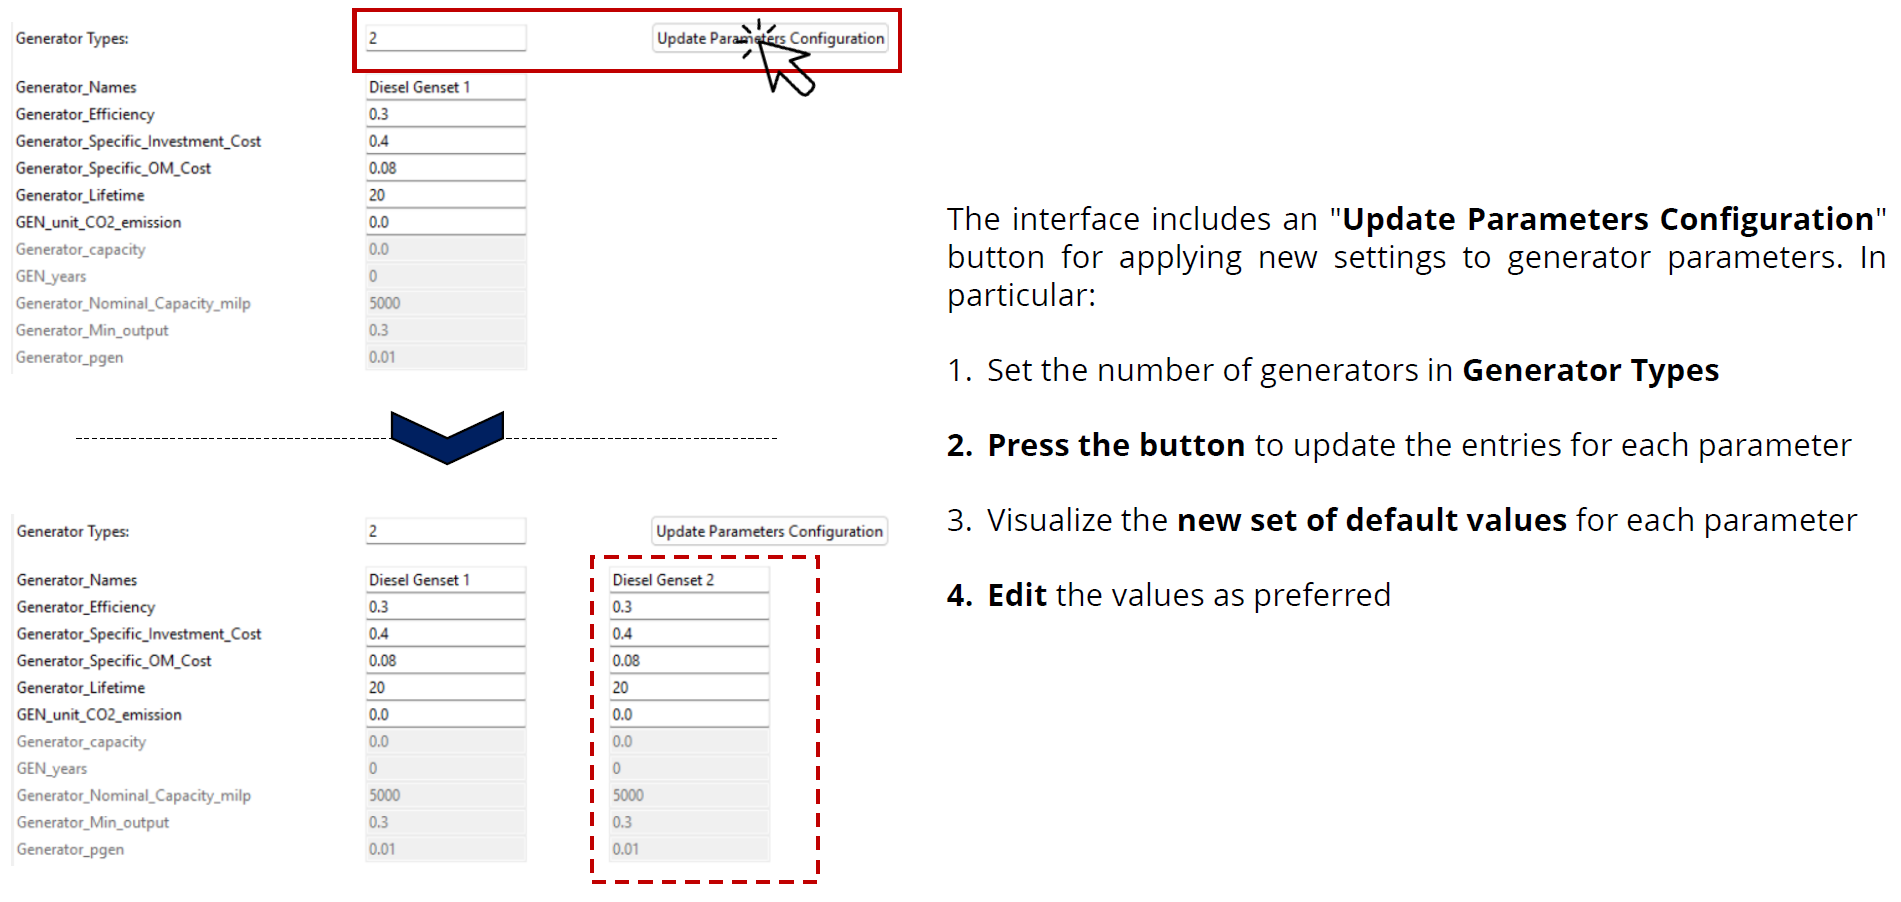 Generator Types: 2 Update Parameters Configuration
Generator_Names Diesel Genset 1
Generator_Efficiency 0.3
Generator_Specific_Investment_Cost 0.4
Generator_Specific_OM_Cost 0.08
Generator_Lifetime 20
GEN_unit_CO2_emission 0.0
Generator_capacity 0.0
GEN_years 0
Generator_Nominal_Capacity_milp 5000
Generator_Min_output 0.3
Generator_pgen 0.01
Generator Types: 2 Update Parameters Configuration
Generator_Names Diesel Genset 1 Diesel Genset 2
Generator_Efficiency 0.3 0.3
Generator_Specific_Investment_Cost 0.4 0.4
Generator_Specific_OM_Cost 0.08 0.08
Generator_Lifetime 20 20
GEN_unit_CO2_emission 0.0 0.0
Generator_capacity 0.0 0.0
GEN_years 0 0
Generator_Nominal_Capacity_milp 5000 5000
Generator_Min_output 0.3 0.3
Generator_pgen 0.01 0.01
The interface includes an "Update Parameters Configuration"
button for applying new settings to generator parameters. In
particular:
1. Set the number of generators in Generator Types
2. Press the button to update the entries for each parameter
3. Visualize the new set of default values for each parameter
4. Edit the values as preferred